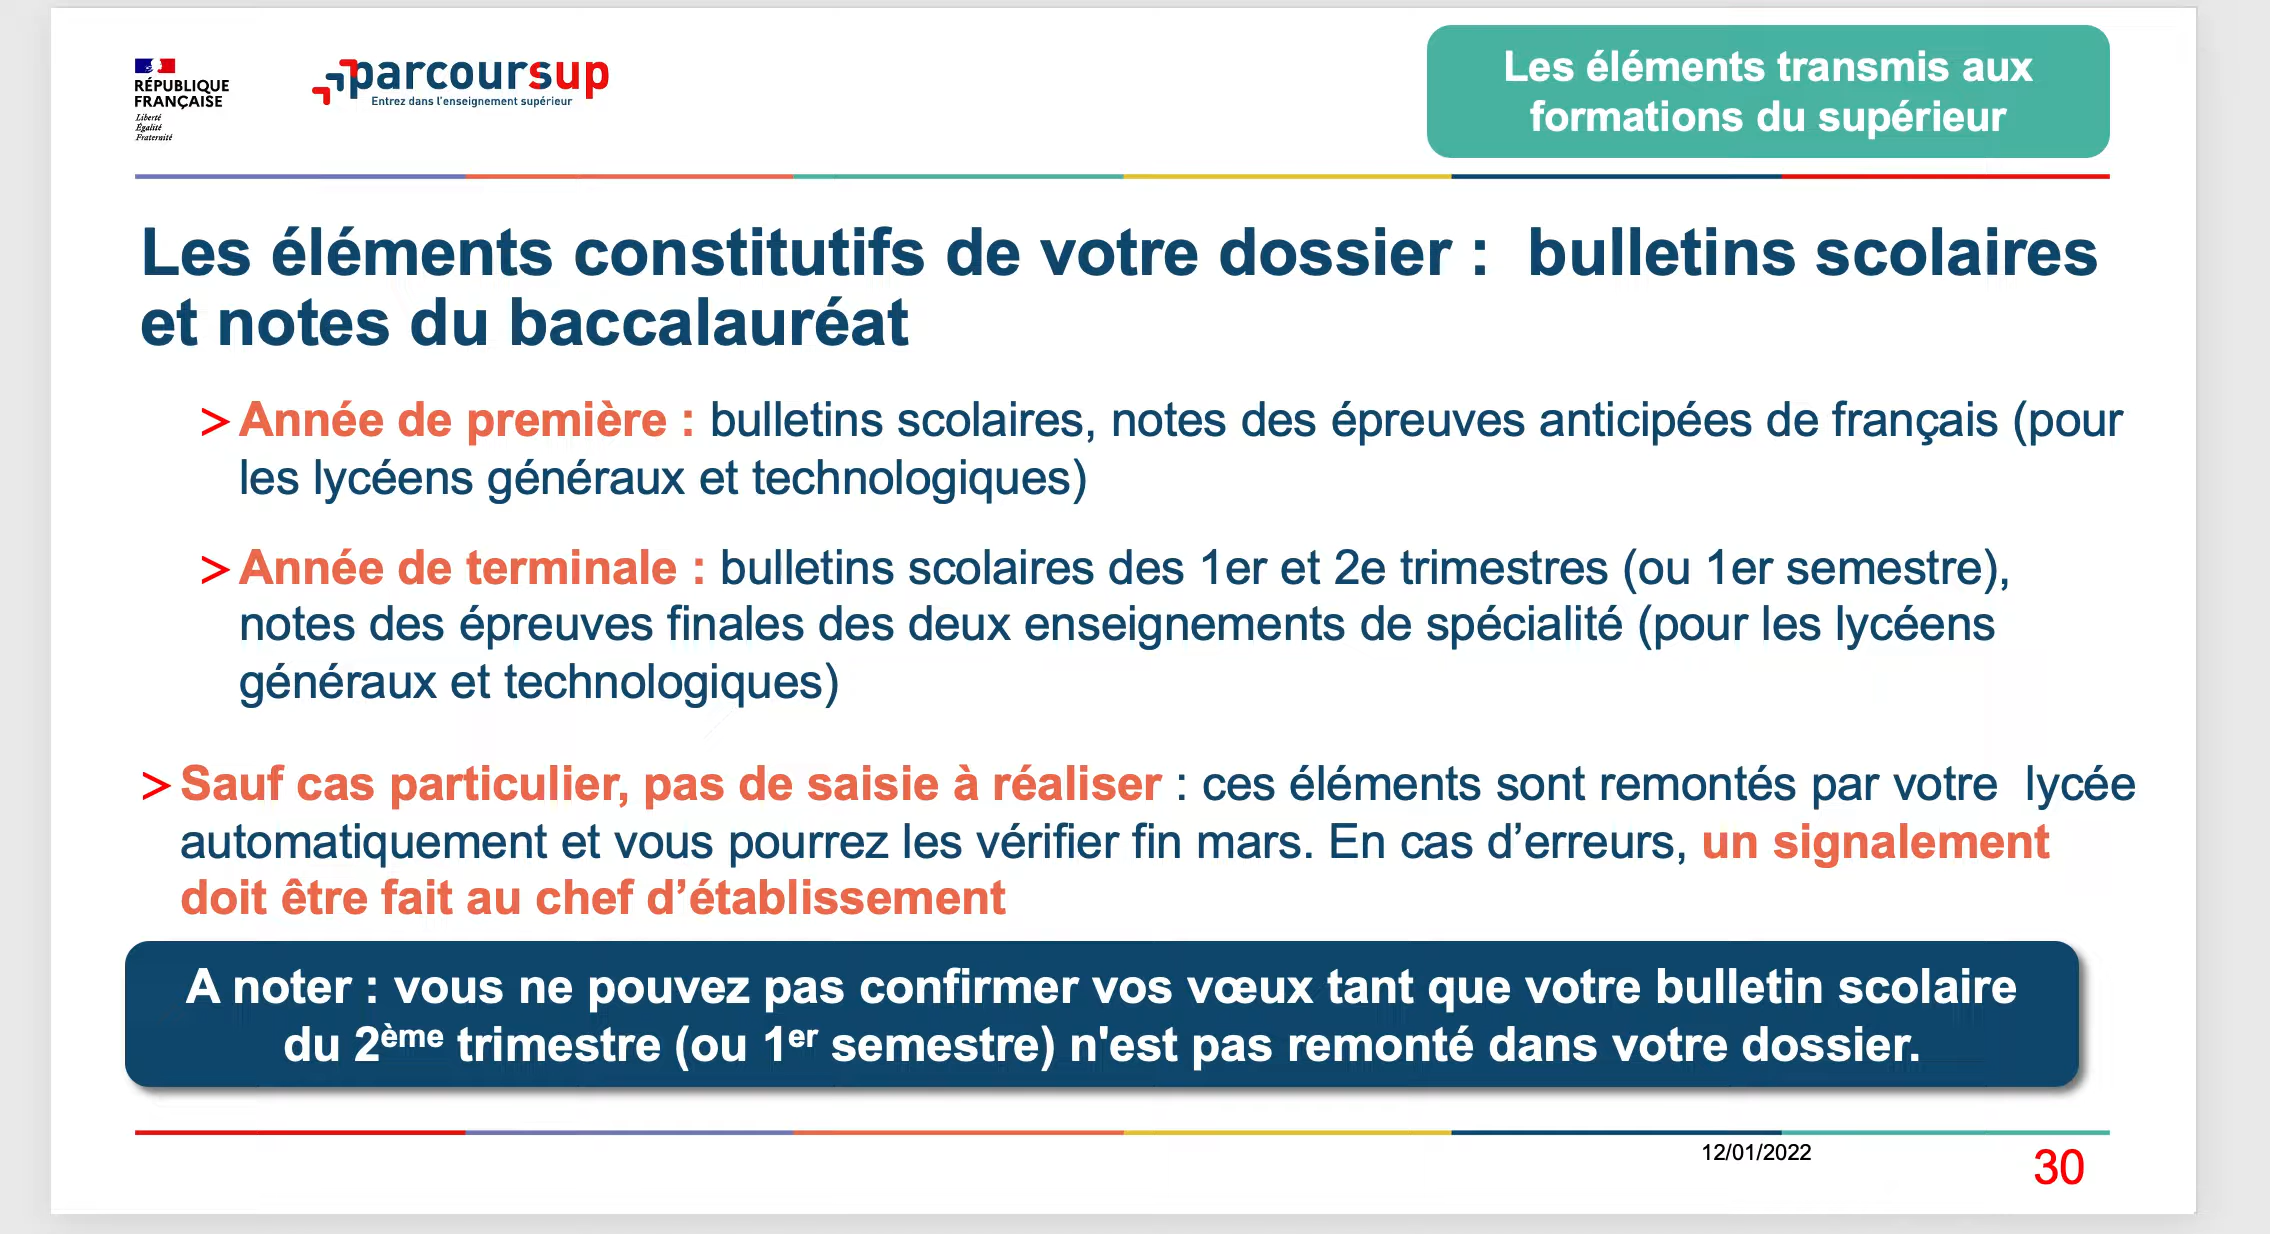 RÉPUBLIQUE
FRANÇAISE
Liberté
Égalité
Fraternité
parcoursup
Entrez dans l'enseignement supérieur
Les éléments transmis aux
formations du supérieur
Les éléments constitutifs de votre dossier :  bulletins scolaires
et notes du baccalauréat
> Année de première : bulletins scolaires, notes des épreuves anticipées de français (pour
les lycéens généraux et technologiques)
> Année de terminale : bulletins scolaires des 1er et 2e trimestres (ou 1er semestre),
notes des épreuves finales des deux enseignements de spécialité (pour les lycéens
généraux et technologiques)
> Sauf cas particulier, pas de saisie à réaliser : ces éléments sont remontés par votre  lycée
automatiquement et vous pourrez les vérifier fin mars. En cas d’erreurs, un signalement
doit être fait au chef d’établissement
A noter : vous ne pouvez pas confirmer vos vœux tant que votre bulletin scolaire
du 2ème trimestre (ou 1er semestre) n'est pas remonté dans votre dossier.
12/01/2022
30